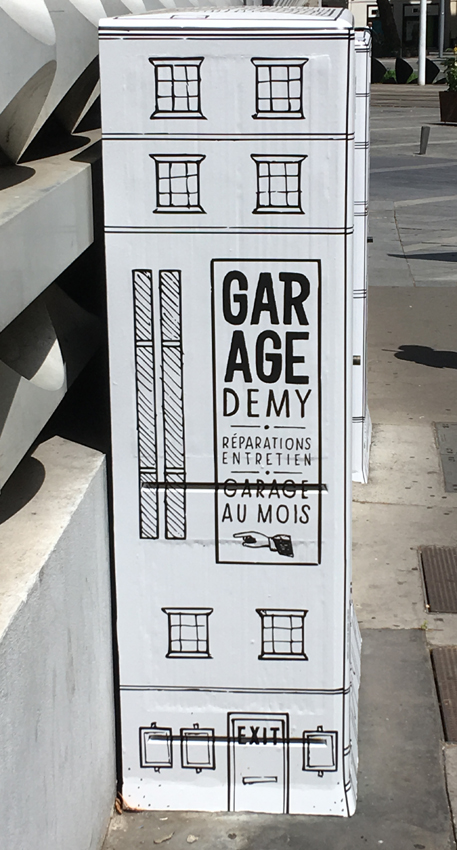 GAR
AGE
DEMY
RÉPARATIONS
ENTRETIEN
GARAGE
AU MOIS
EXIT